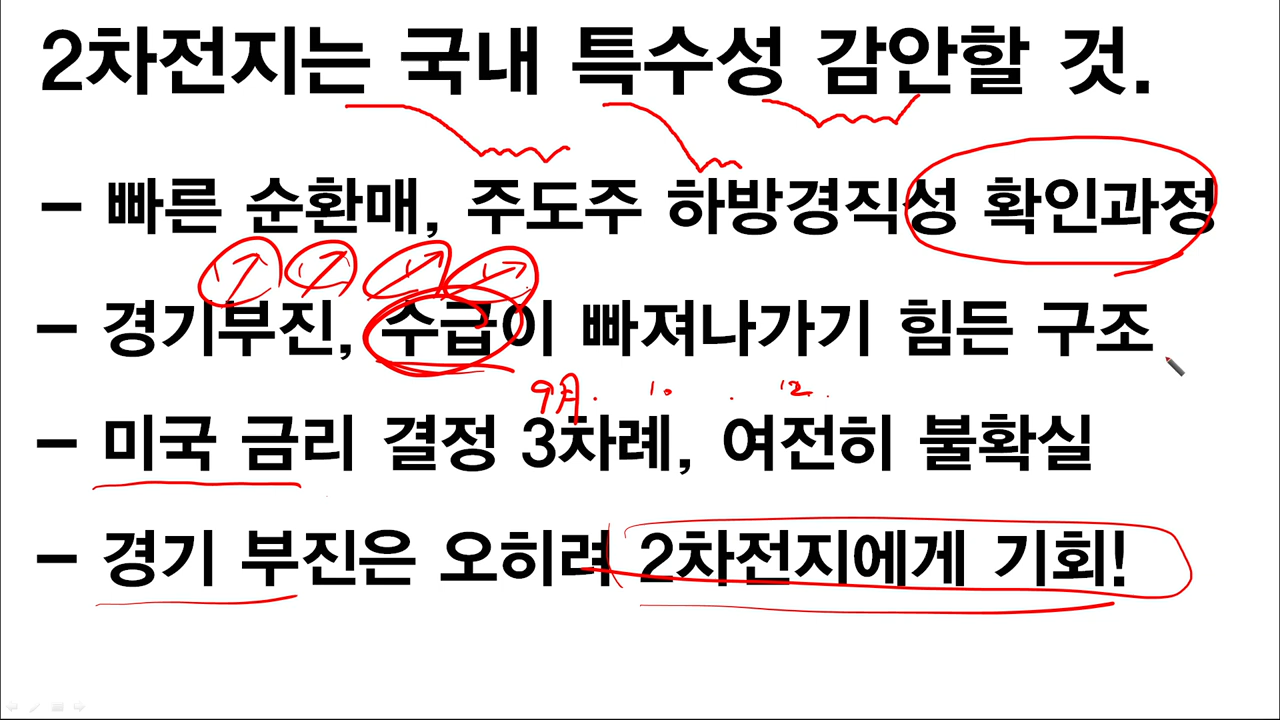 2차전지는 국내 특수성 감안할 것.
– 빠른 순환매, 주도주 하방경직성 확인과정
– 경기부진, 수급이 빠져나가기 힘든 구조
9月. 10 . 12.
– 미국 금리 결정 3차례, 여전히 불확실
– 경기 부진은 오히려 2차전지에게 기회!